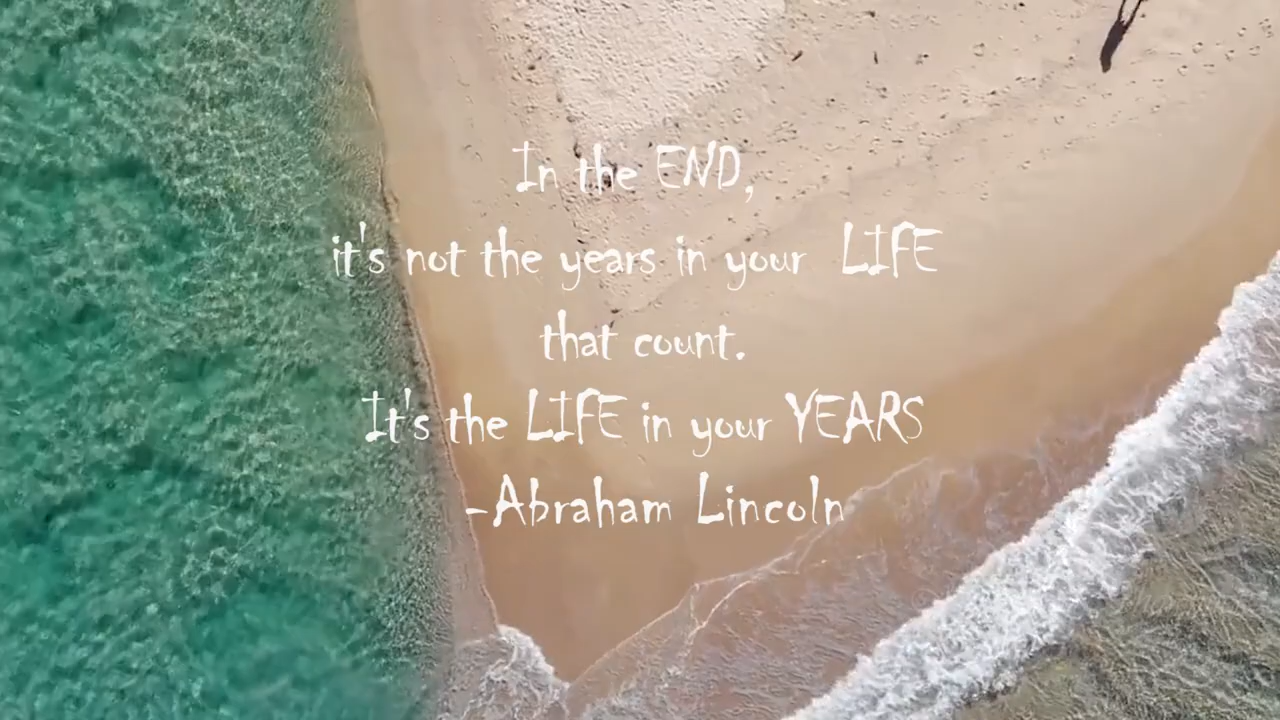 In the END,
it's not the years in your LIFE
that count.
It's the LIFE in your YEARS
-Abraham Lincoln